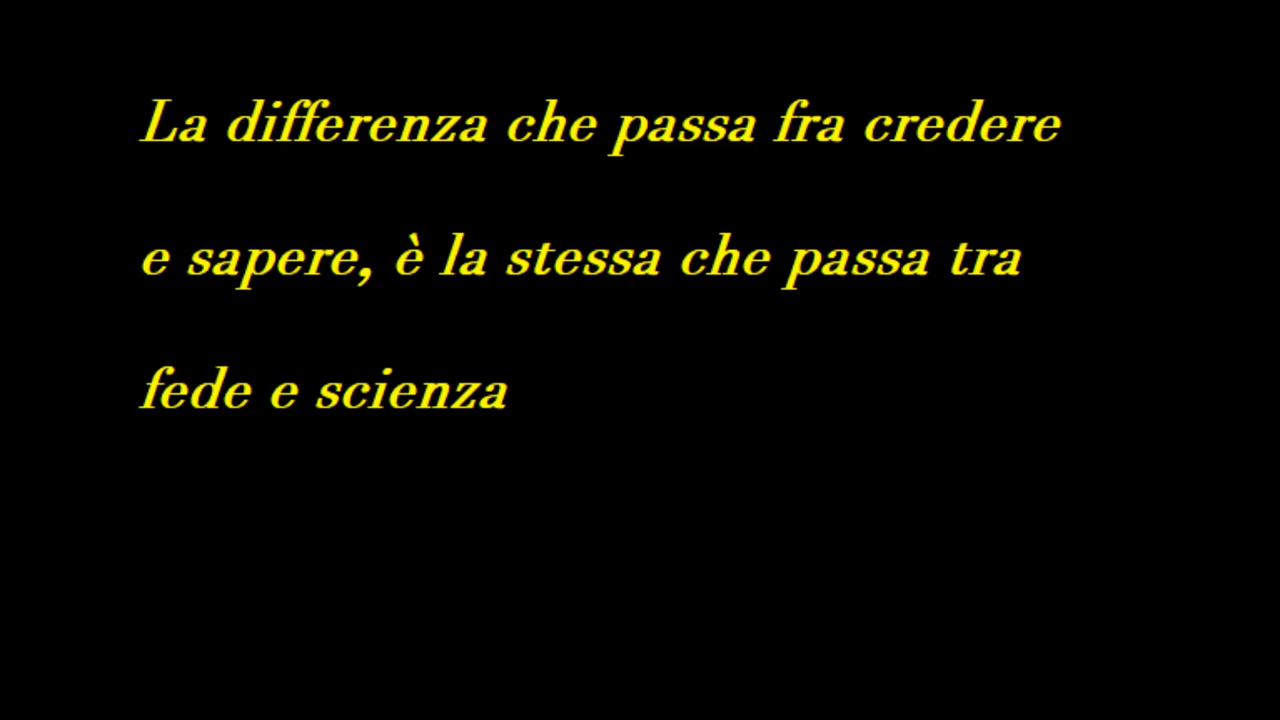 La differenza che passa fra credere
e sapere, è la stessa che passa tra
fede e scienza